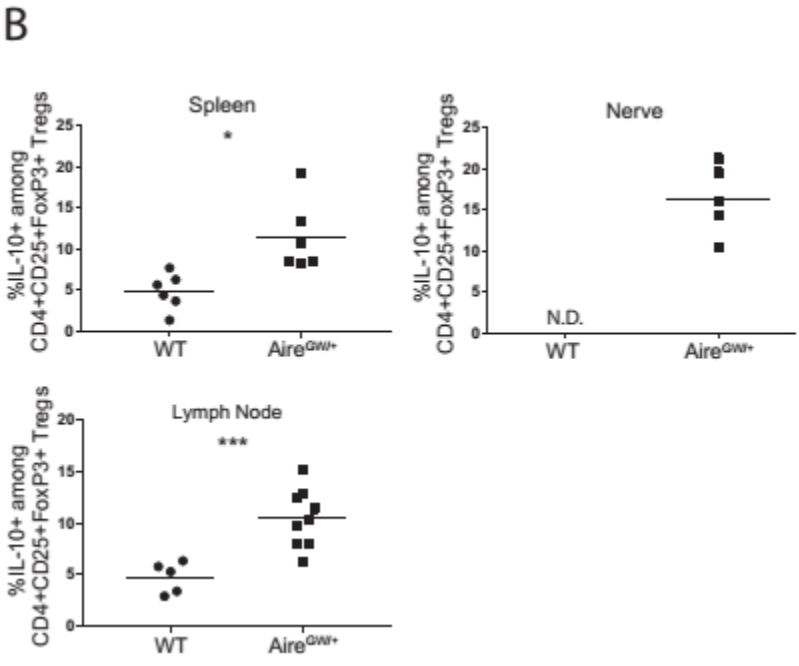 B
Spleen
*
%IL-10+ among
CD4+CD25+FoxP3+ Tregs
25
20
15
10
5
0
WT
Aire^GW/+
Nerve
%IL-10+ among
CD4+CD25+FoxP3+ Tregs
25
20
15
10
5
0
N.D.
WT
Aire^GW/+
Lymph Node
***
%IL-10+ among
CD4+CD25+FoxP3+ Tregs
20
15
10
5
0
WT
Aire^GW/+